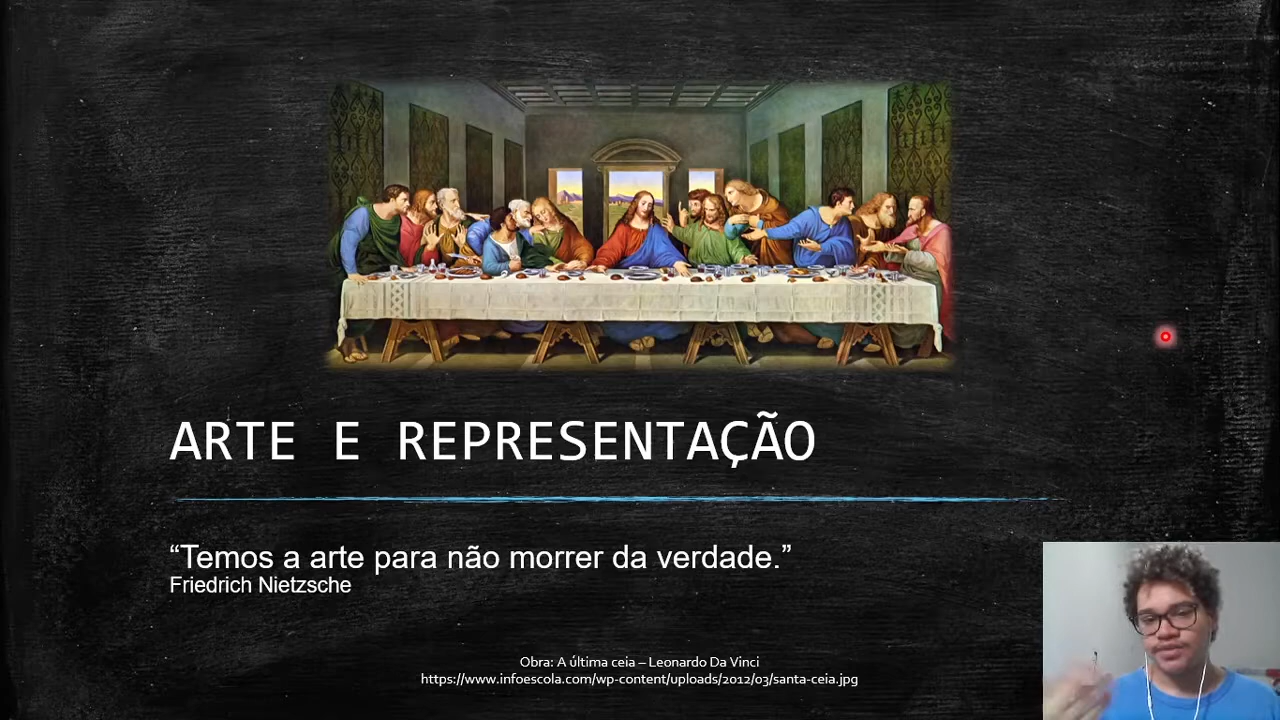 ARTE E REPRESENTAÇÃO
“Temos a arte para não morrer da verdade.”
Friedrich Nietzsche
Obra: A última ceia – Leonardo Da Vinci
https://www.infoescola.com/wp-content/uploads/2012/03/santa-ceia.jpg